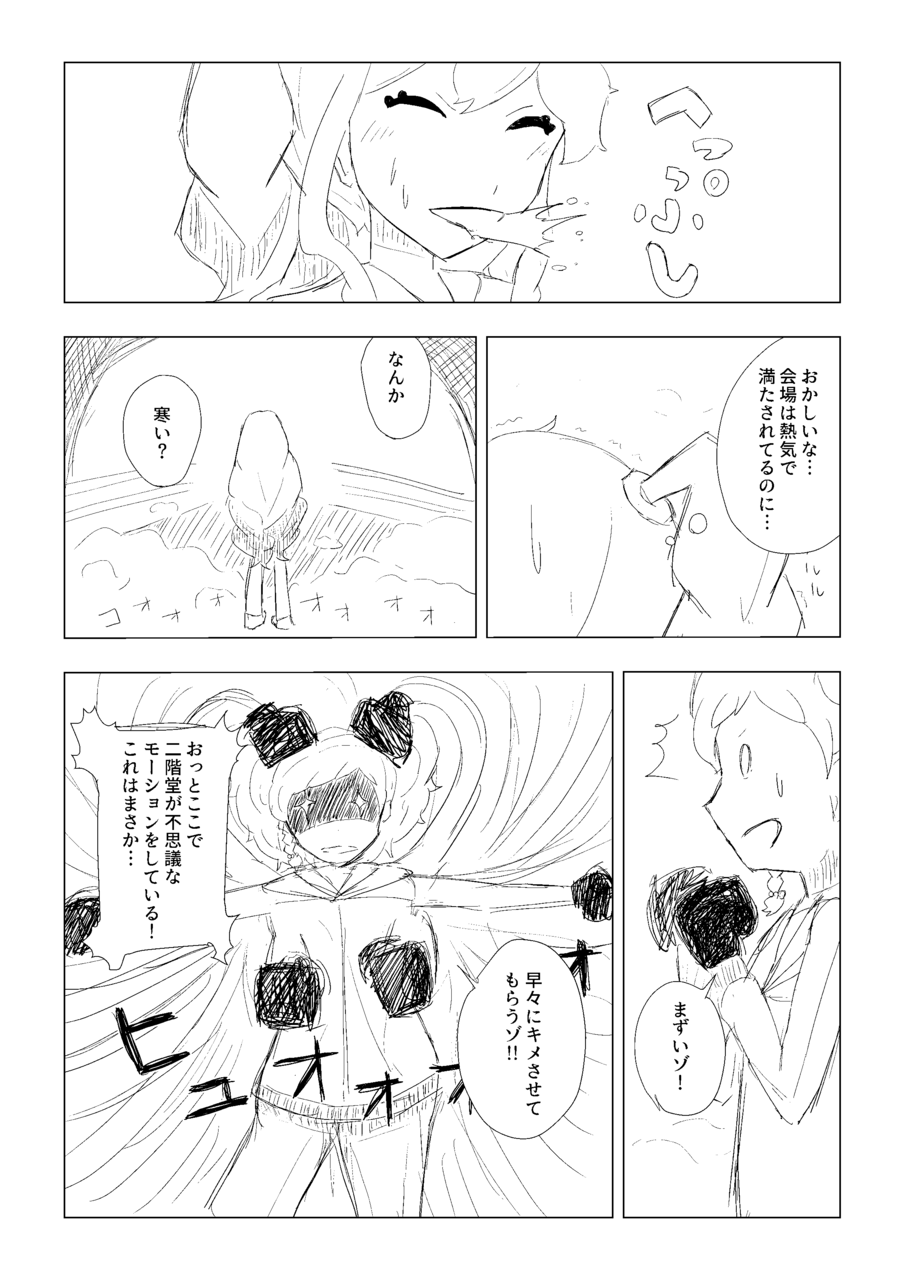 へっぷし
おかしいな…
会場は熱気で
満たされてるのに…
ブルブル
なんか
寒い?
コォォォォ
まずいゾ!
おっとここで
二階堂が不思議な
モーションをしている!
これはまさか…
早々にキメさせて
もらうゾ!!
ヒュオオオオ